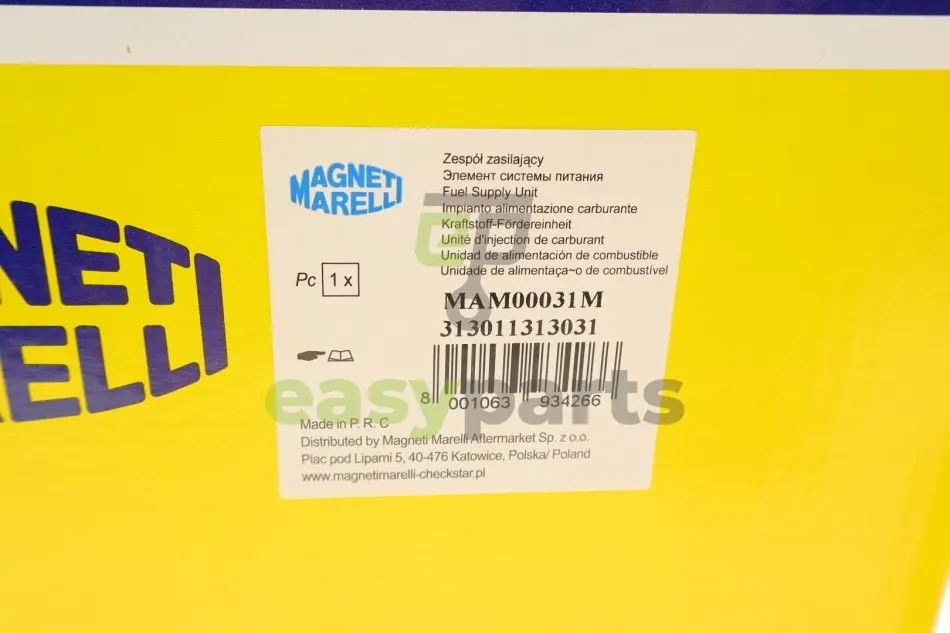 NETI
RELLI
MAGNETI
MARELLI
Pc 1 x
Zespół zasilający
Элемент системы питания
Fuel Supply Unit
Impianto alimentazione carburante
Kraftstoff-Fördereinheit
Unité d'injection de carburant
Unidad de alimentación de combustible
Unidade de alimentaça~o de combustível
MAM00031M
313011313031
8 001063 934266
ep
easyparts
Made in P. R. C
Distributed by Magneti Marelli Aftermarket Sp. z o.o.
Plac pod Lipami 5, 40-476 Katowice, Polska/ Poland
www.magnetimarelli-checkstar.pl